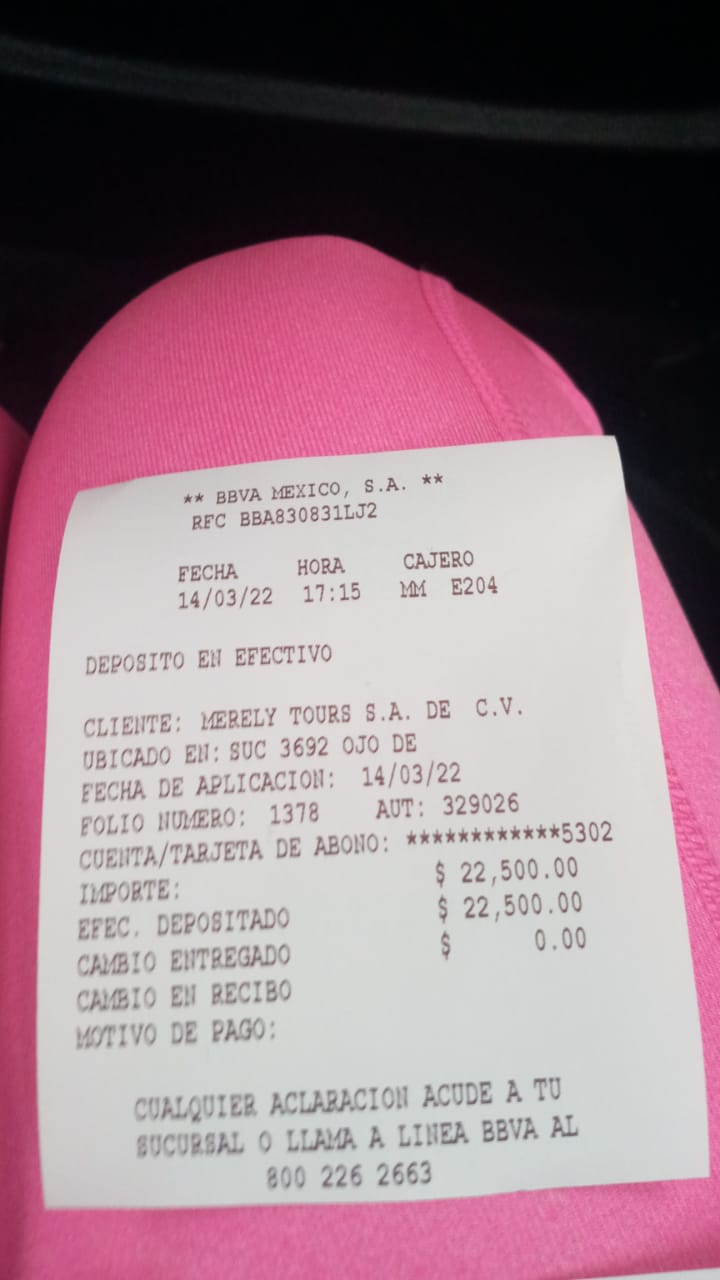 ** BBVA MEXICO, S.A. **
RFC BBA830831LJ2
FECHA HORA CAJERO
14/03/22 17:15 MM E204
DEPOSITO EN EFECTIVO
CLIENTE: MERELY TOURS S.A. DE C.V.
UBICADO EN: SUC 3692 OJO DE
FECHA DE APLICACION: 14/03/22
FOLIO NUMERO: 1378 AUT: 329026
CUENTA/TARJETA DE ABONO: ************5302
IMPORTE: $ 22,500.00
EFEC. DEPOSITADO $ 22,500.00
CAMBIO ENTREGADO $ 0.00
CAMBIO EN RECIBO
MOTIVO DE PAGO:
CUALQUIER ACLARACION ACUDE A TU
SUCURSAL O LLAMA A LINEA BBVA AL
800 226 2663